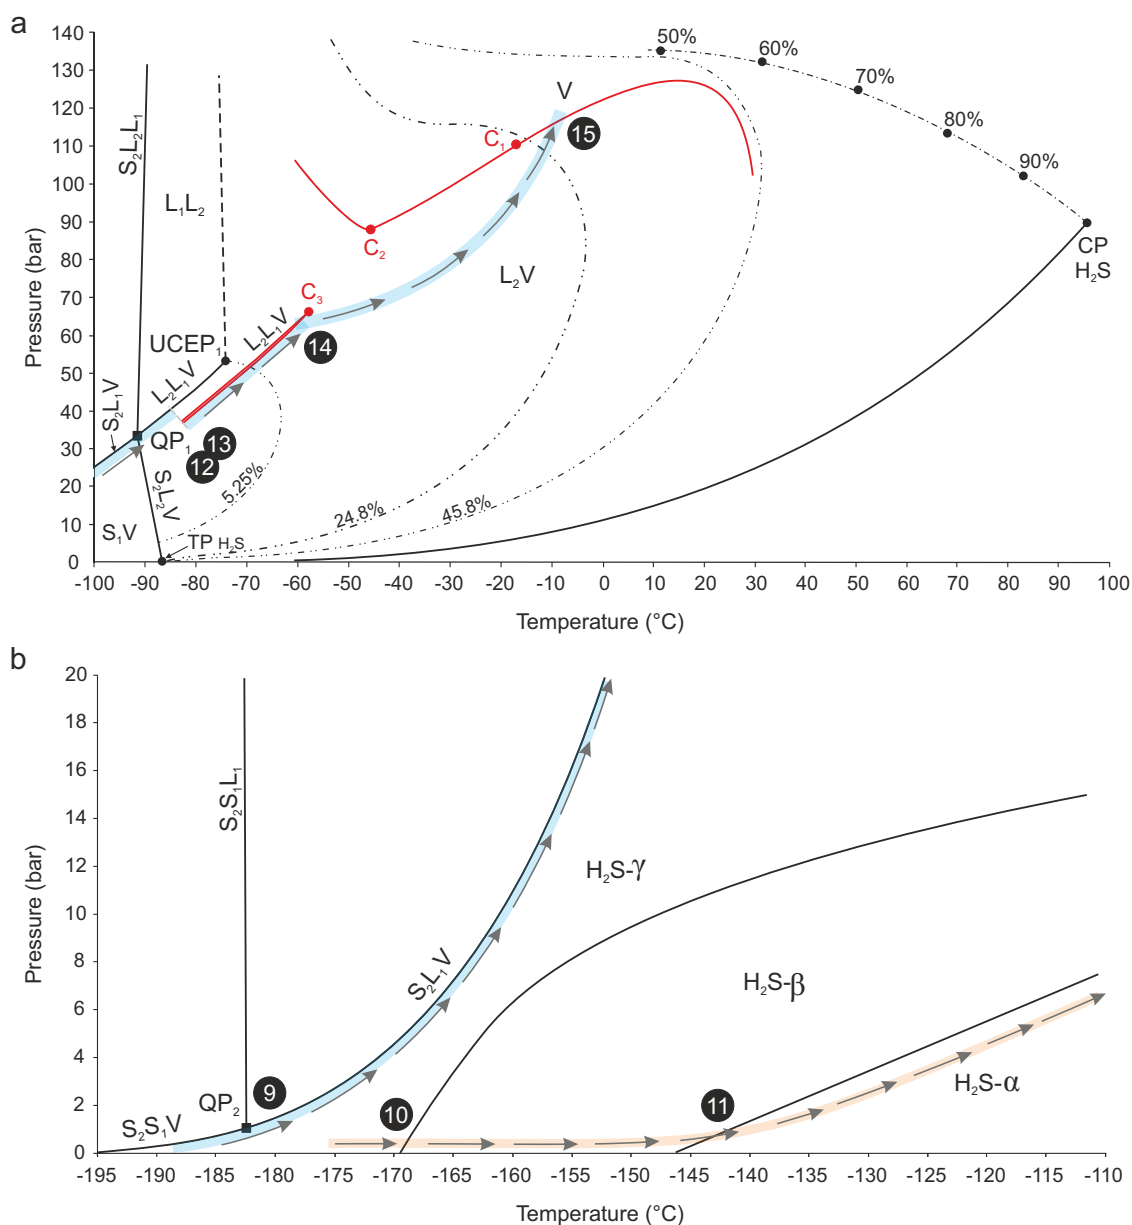 a
140
130
120
110
100
90
80
70
60
50
40
30
20
10
0
Pressure (bar)
-100 -90 -80 -70 -60 -50 -40 -30 -20 -10 0 10 20 30 40 50 60 70 80 90 100
Temperature (°C)
50%
60%
70%
80%
90%
CP
H₂S
V
15
C₁
C₂
C₃
L₂V
S₂L₂L₁
L₁L₂
UCEP₁
L₂L₁V
L₂L₁V
14
S₂L₁V
QP₁
13
12
S₂L₂V
5.25%
24.8%
45.8%
S₁V
TP H₂S
b
20
18
16
14
12
10
8
6
4
2
0
Pressure (bar)
-195 -190 -185 -180 -175 -170 -165 -160 -155 -150 -145 -140 -135 -130 -125 -120 -115 -110
Temperature (°C)
S₂S₁L₁
H₂S-γ
S₂L₁V
H₂S-β
QP₂
9
10
11
H₂S-α
S₂S₁V